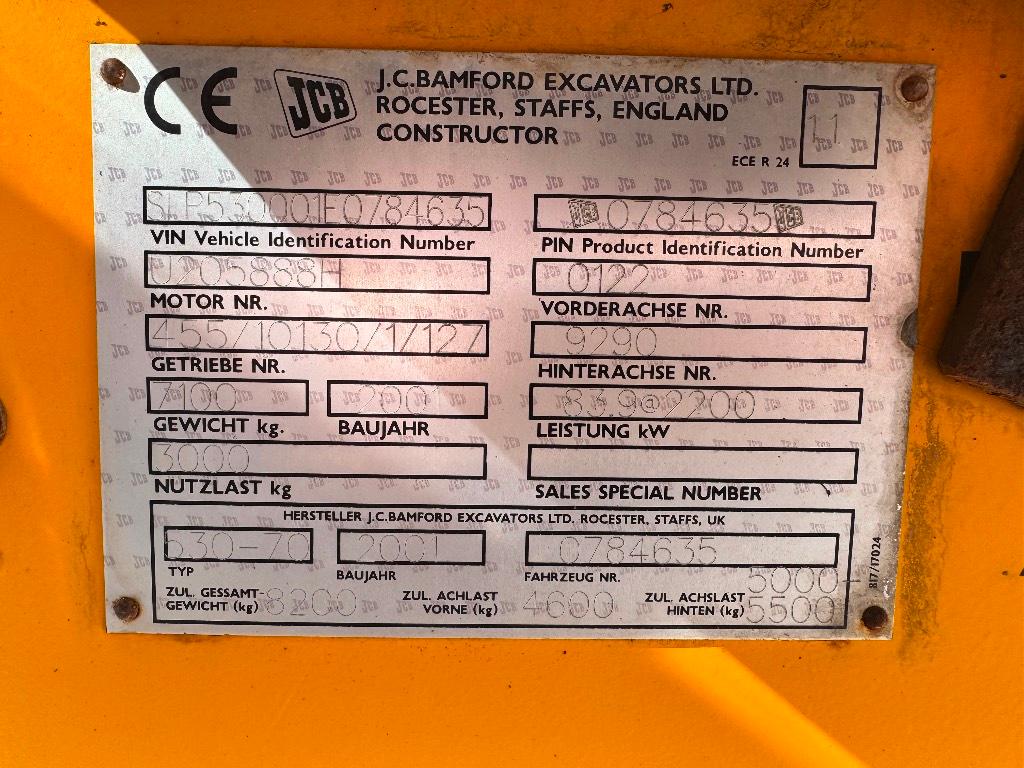 CE JCB J.C.BAMFORD EXCAVATORS LTD.
ROCESTER, STAFFS, ENGLAND
CONSTRUCTOR
11
ECE R 24
SLP530001E0784635
VIN Vehicle Identification Number
0784635
PIN Product Identification Number
U205888H
MOTOR NR.
0122
VORDERACHSE NR.
455/10130/1/127
GETRIEBE NR.
9290
HINTERACHSE NR.
7100
GEWICHT kg.
2001
BAUJAHR
83.9@2200
LEISTUNG kW
3000
NUTZLAST kg
SALES SPECIAL NUMBER
HERSTELLER J.C.BAMFORD EXCAVATORS LTD. ROCESTER, STAFFS, UK
530-70
TYP
2001
BAUJAHR
0784635
FAHRZEUG NR.
817/17024
ZUL. GESSAMT-
GEWICHT (kg)
ZUL. ACHLAST
VORNE (kg) 4600
5000
ZUL. ACHSLAST
HINTEN (kg) 5500